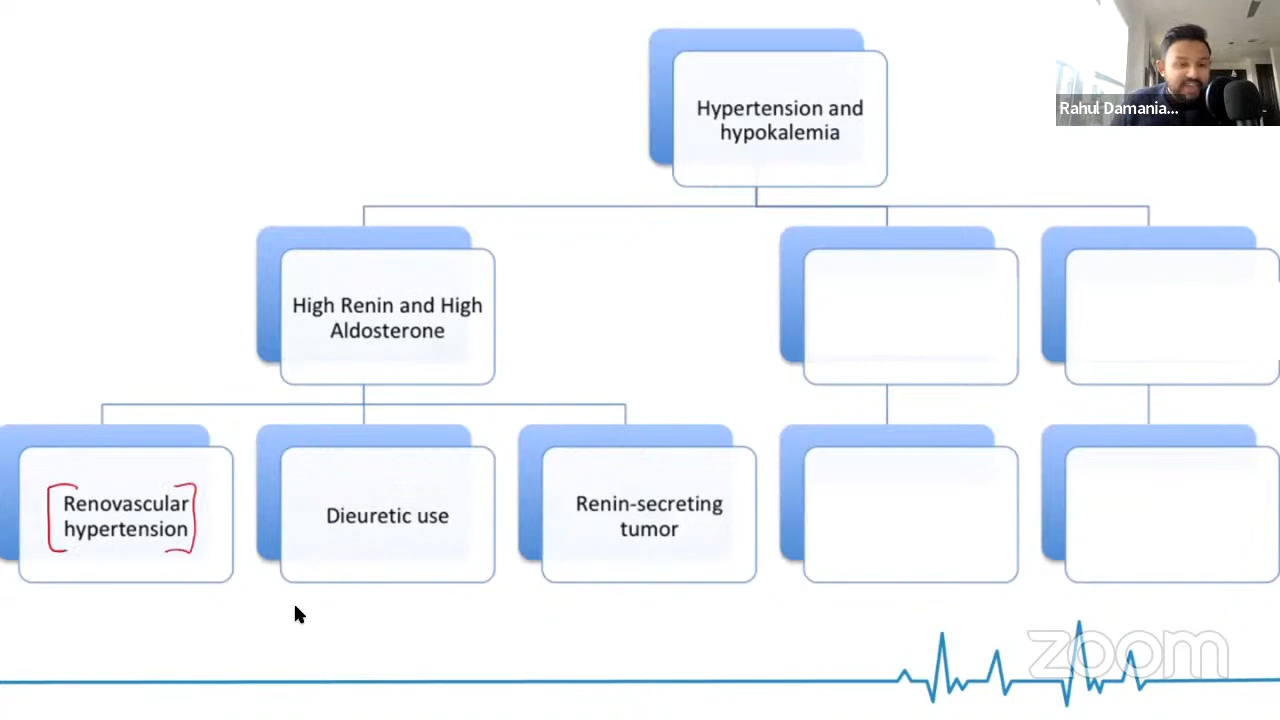 Hypertension and
hypokalemia
Rahul Damania...
High Renin and High
Aldosterone
Renovascular
hypertension
Dieuretic use
Renin-secreting
tumor
zoom